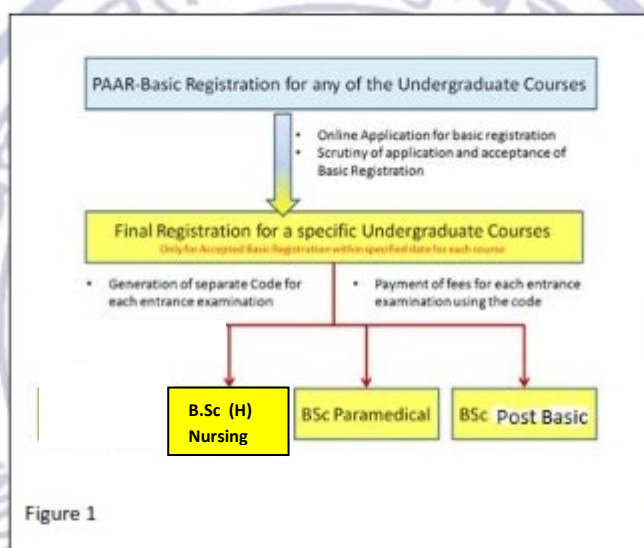 PAAR-Basic Registration for any of the Undergraduate Courses
• Online Application for basic registration
• Scrutiny of application and acceptance of
Basic Registration
Final Registration for a specific Undergraduate Courses
Only for Accepted Basic Registration within specified date for each course
• Generation of separate Code for
each entrance examination
• Payment of fees for each entrance
examination using the code
B.Sc (H)
Nursing
BSc Paramedical
BSc Post Basic
Figure 1